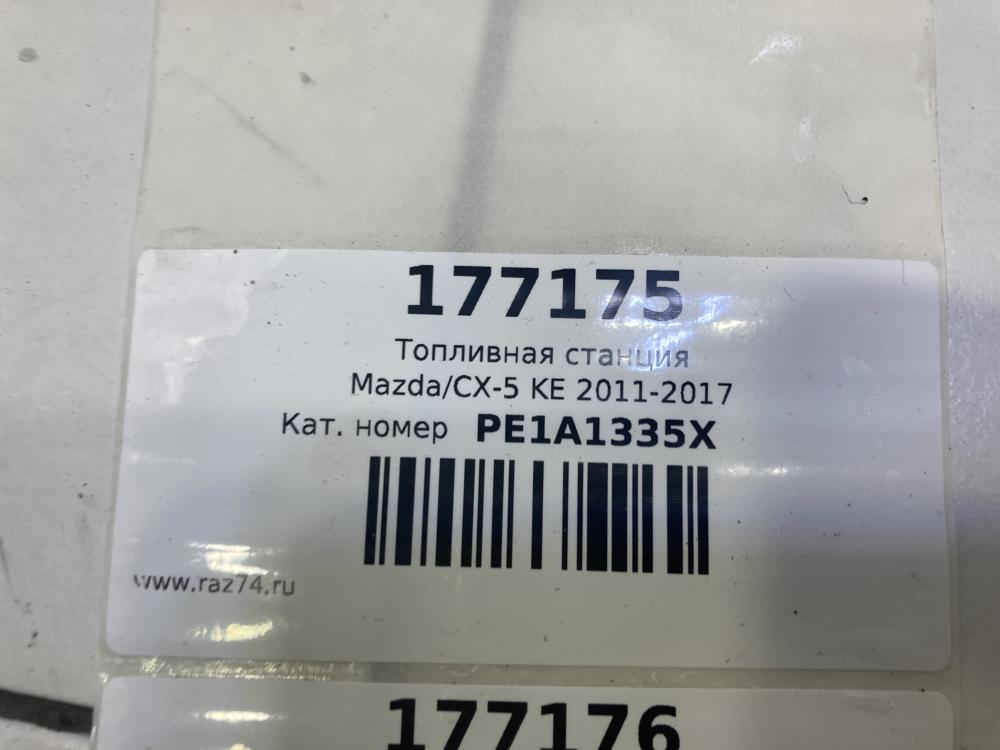 177175
Топливная станция
Mazda/CX-5 KE 2011-2017
Кат. номер PE1A1335X
www.raz74.ru
177176